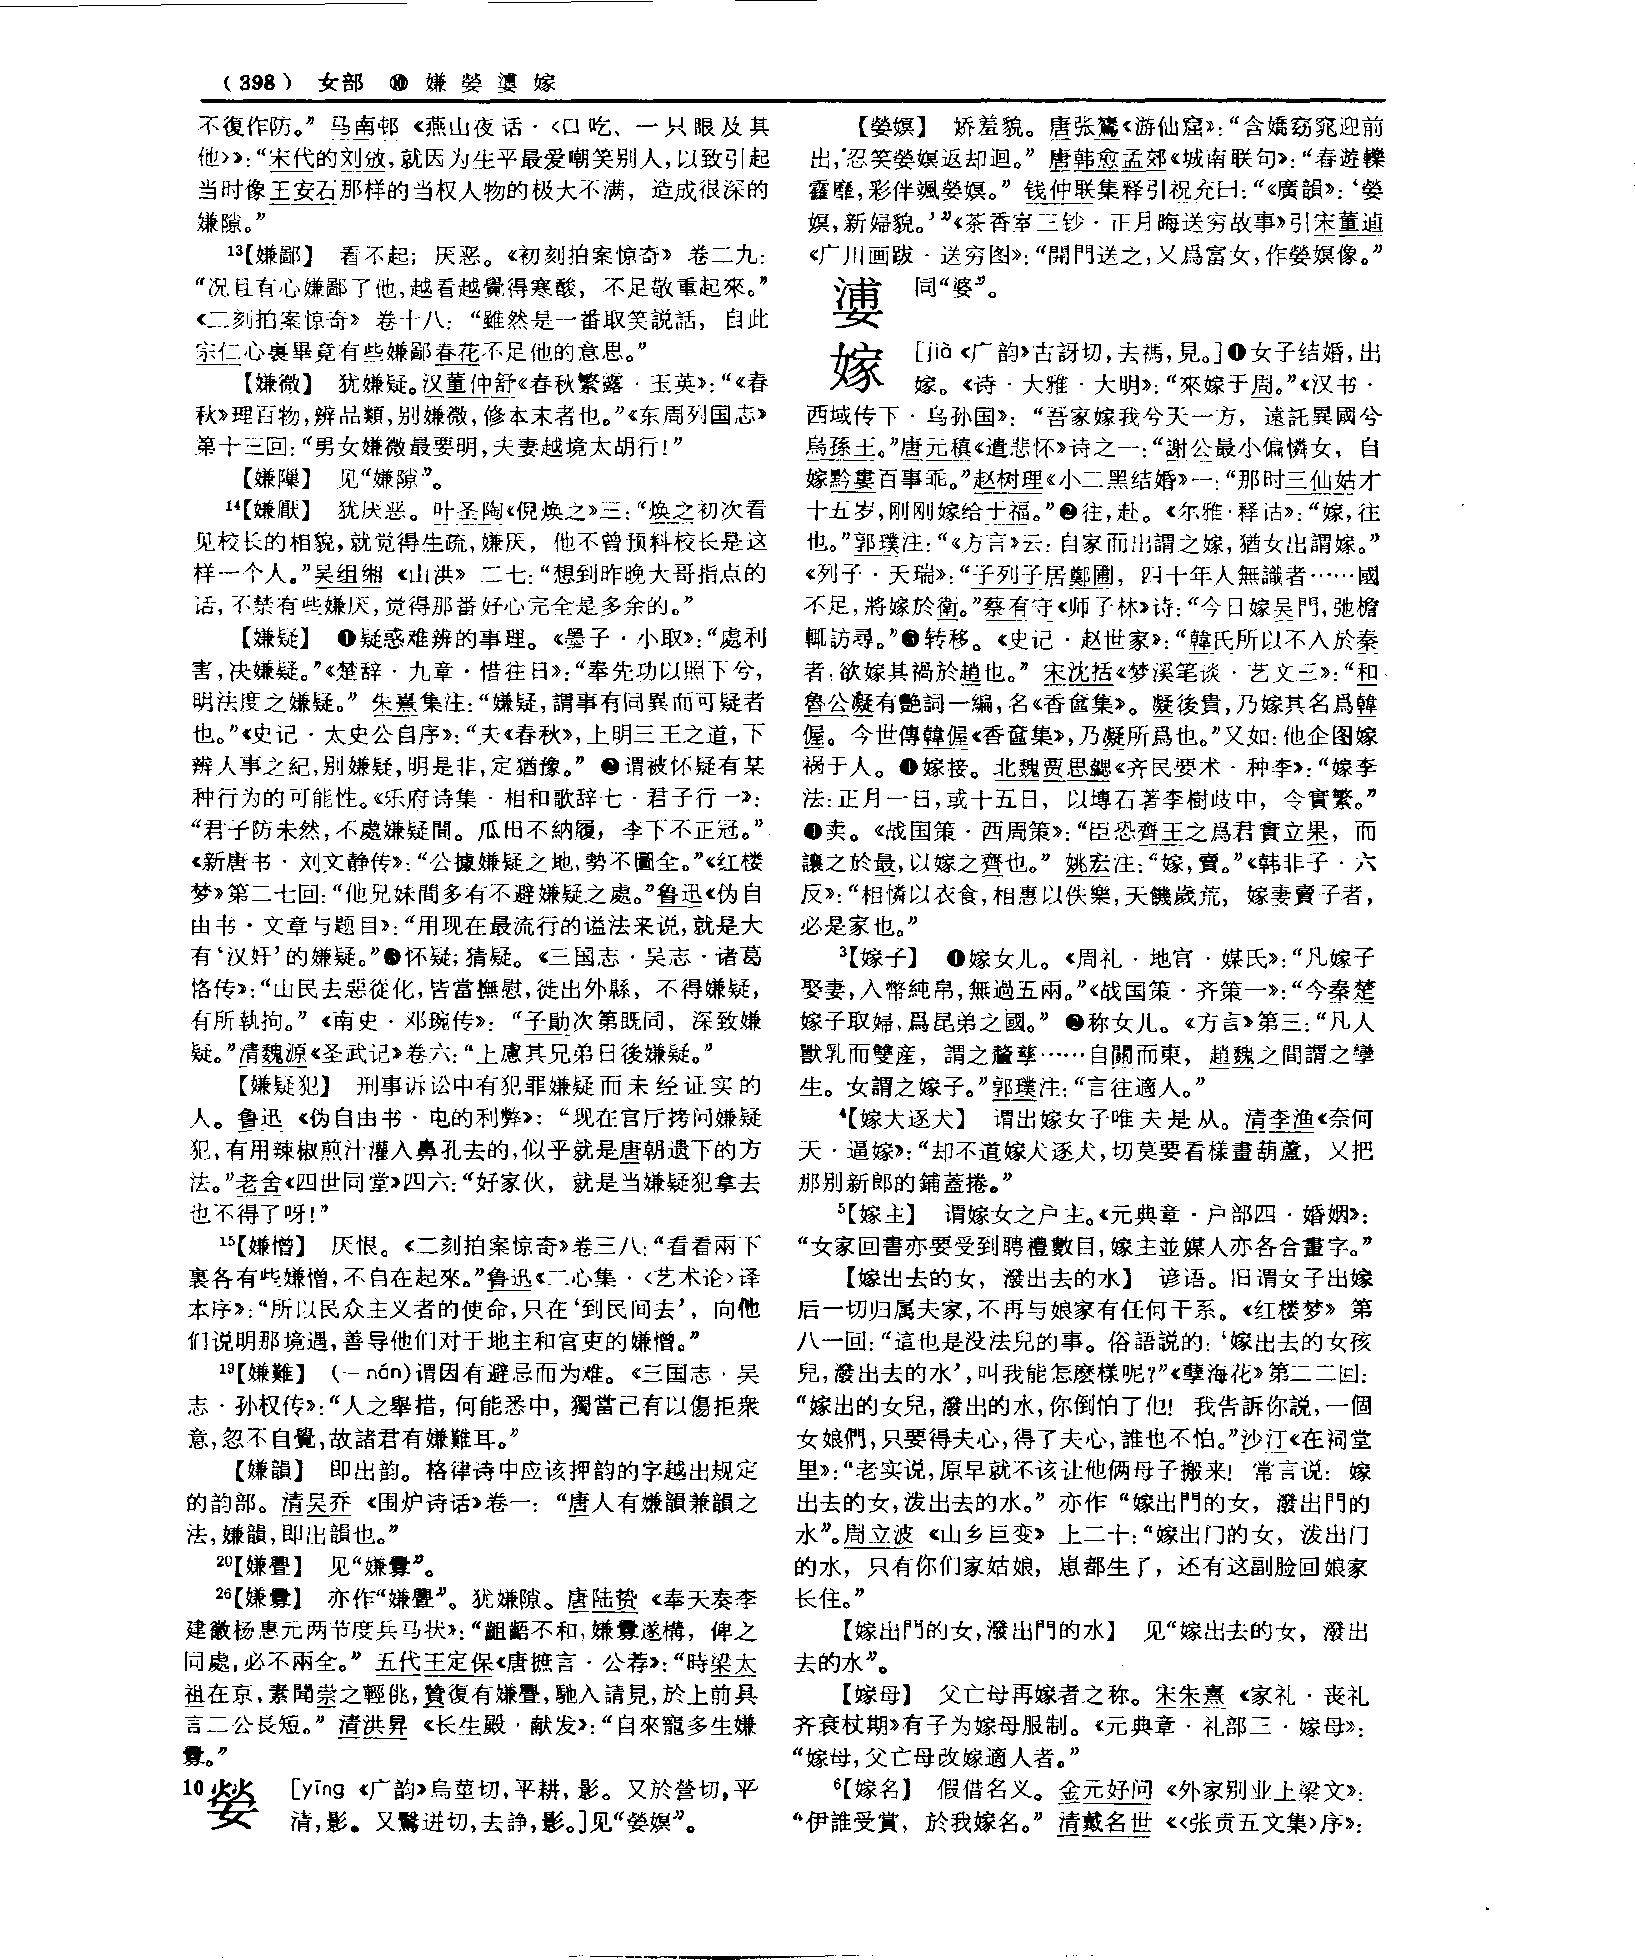 （398） 女部 ⑩ 嫌 嫈 嫁
不復作防。”马南邨《燕山夜话·〈口吃、一只眼及其
他〉》：“宋代的刘攽，就因为生平最爱嘲笑别人，以致引起
当时像王安石那样的当权人物的极大不满，造成很深的
嫌隙。”
13【嫌鄙】 看不起；厌恶。《初刻拍案惊奇》卷二九：
“况且有心嫌鄙了他，越看越覺得寒酸，不足敬重起來。”
《二刻拍案惊奇》卷十八：“雖然是一番取笑説話，自此
宗仁心裏畢竟有些嫌鄙春花不足他的意思。”
【嫌微】 犹嫌疑。汉董仲舒《春秋繁露·玉英》：“《春
秋》理百物，辨品類，别嫌微，修本末者也。”《东周列国志》
第十三回：“男女嫌微最要明，夫妻越境太胡行！”
【嫌隟】 见“嫌隙”。
14【嫌厭】 犹厌恶。叶圣陶《倪焕之》三：“焕之初次看
见校长的相貌，就觉得生疏，嫌厌，他不曾预料校长是这
样一个人。”吴组缃《山洪》二七：“想到昨晚大哥指点的
话，不禁有些嫌厌，觉得那番好心完全是多余的。”
【嫌疑】 ❶疑惑难辨的事理。《墨子·小取》：“處利
害，决嫌疑。”《楚辞·九章·惜往日》：“奉先功以照下兮，
明法度之嫌疑。”朱熹集注：“嫌疑，謂事有同異而可疑者
也。”《史记·太史公自序》：“夫《春秋》，上明三王之道，下
辨人事之紀，别嫌疑，明是非，定猶豫。”❷谓被怀疑有某
种行为的可能性。《乐府诗集·相和歌辞七·君子行一》：
“君子防未然，不處嫌疑間。瓜田不納履，李下不正冠。”
《新唐书·刘文静传》：“公據嫌疑之地，勢不圖全。”《红楼
梦》第二七回：“他兄妹間多有不避嫌疑之處。”鲁迅《伪自
由书·文章与题目》：“用现在最流行的谥法来说，就是大
有‘汉奸’的嫌疑。”❸怀疑；猜疑。《三国志·吴志·诸葛
恪传》：“山民去惡從化，皆當撫慰，徙出外縣，不得嫌疑，
有所執拘。”《南史·邓琬传》：“子勛次第既同，深致嫌
疑。”清魏源《圣武记》卷六：“上慮其兄弟日後嫌疑。”
【嫌疑犯】 刑事诉讼中有犯罪嫌疑而未经证实的
人。鲁迅《伪自由书·电的利弊》：“现在官厅拷问嫌疑
犯，有用辣椒煎汁灌入鼻孔去的，似乎就是唐朝遗下的方
法。”老舍《四世同堂》四六：“好家伙，就是当嫌疑犯拿去
也不得了呀！”
15【嫌憎】 厌恨。《二刻拍案惊奇》卷三八：“看看兩下
裏各有些嫌憎，不自在起來。”鲁迅《二心集·〈艺术论〉译
本序》：“所以民众主义者的使命，只在‘到民间去’，向他
们说明那境遇，善导他们对于地主和官吏的嫌憎。”
19【嫌難】 （－nán）谓因有避忌而为难。《三国志·吴
志·孙权传》：“人之舉措，何能悉中，獨當己有以傷拒衆
意，忽不自覺，故諸君有嫌難耳。”
【嫌韻】 即出韵。格律诗中应该押韵的字越出规定
的韵部。清吴乔《围炉诗话》卷一：“唐人有嫌韻兼韻之
法，嫌韻，即出韻也。”
20【嫌舋】 见“嫌釁”。
26【嫌釁】 亦作“嫌舋”。犹嫌隙。唐陆贽《奉天奏李
建徽杨惠元两节度兵马状》：“齟齬不和，嫌釁遂構，俾之
同處，必不兩全。”五代王定保《唐摭言·公荐》：“時梁太
祖在京，素聞崇之輕佻，贊復有嫌舋，馳入請見，於上前具
言二公長短。”清洪昇《长生殿·献发》：“自來寵多生嫌
釁。”
10 嫈 ［yīng《广韵》烏莖切，平耕，影。又於營切，平
清，影。又鷖迸切，去諍，影。］见“嫈嫇”。
【嫈嫇】 娇羞貌。唐张鷟《游仙窟》：“含嬌窈窕迎前
出，忍笑嫈嫇返却迴。”唐韩愈孟郊《城南联句》：“春遊轢
靃靡，彩伴颯嫈嫇。”钱仲联集释引祝充曰：“《廣韻》：‘嫈
嫇，新婦貌。’”《茶香室三钞·正月晦送穷故事》引宋董逌
《广川画跋·送穷图》：“開門送之，又爲富女，作嫈嫇像。”
同“婆”。
嫁 ［jià《广韵》古訝切，去禡，見。］❶女子结婚，出
嫁。《诗·大雅·大明》：“來嫁于周。”《汉书·
西域传下·乌孙国》：“吾家嫁我兮天一方，遠託異國兮
烏孫王。”唐元稹《遣悲怀》诗之一：“謝公最小偏憐女，自
嫁黔婁百事乖。”赵树理《小二黑结婚》一：“那时三仙姑才
十五岁，刚刚嫁给于福。”❷往，赴。《尔雅·释诂》：“嫁，往
也。”郭璞注：“《方言》云：自家而出謂之嫁，猶女出謂嫁。”
《列子·天瑞》：“子列子居鄭圃，四十年人無識者……國
不足，將嫁於衛。”蔡有守《师子林》诗：“今日嫁吴門，弛檐
輒訪尋。”❸转移。《史记·赵世家》：“韓氏所以不入於秦
者，欲嫁其禍於趙也。”宋沈括《梦溪笔谈·艺文三》：“和
魯公凝有艷詞一編，名《香奩集》。凝後貴，乃嫁其名爲韓
偓。今世傳韓偓《香奩集》，乃凝所爲也。”又如：他企图嫁
祸于人。❹嫁接。北魏贾思勰《齐民要术·种李》：“嫁李
法：正月一日，或十五日，以塼石著李樹歧中，令實繁。”
❺卖。《战国策·西周策》：“臣恐齊王之爲君實立果，而
讓之於最，以嫁之齊也。”姚宏注：“嫁，賣。”《韩非子·六
反》：“相憐以衣食，相惠以佚樂，天饑歲荒，嫁妻賣子者，
必是家也。”
3【嫁子】 ❶嫁女儿。《周礼·地官·媒氏》：“凡嫁子
娶妻，入幣純帛，無過五兩。”《战国策·齐策一》：“今秦楚
嫁子取婦，爲昆弟之國。”❷称女儿。《方言》第三：“凡人
獸乳而雙産，謂之釐孳……自關而東，趙魏之間謂之孿
生。女謂之嫁子。”郭璞注：“言往適人。”
4【嫁犬逐犬】 谓出嫁女子唯夫是从。清李渔《奈何
天·逼嫁》：“却不道嫁犬逐犬，切莫要看樣畫葫蘆，又把
那别新郎的鋪蓋捲。”
5【嫁主】 谓嫁女之户主。《元典章·户部四·婚姻》：
“女家回書亦要受到聘禮數目，嫁主並媒人亦各合畫字。”
【嫁出去的女，潑出去的水】 谚语。旧谓女子出嫁
后一切归属夫家，不再与娘家有任何干系。《红楼梦》第
八一回：“這也是没法兒的事。俗語説的：‘嫁出去的女孩
兒，潑出去的水’，叫我能怎麽樣呢？”《孽海花》第二二回：
“嫁出的女兒，潑出的水，你倒怕了他！我告訴你説，一個
女娘們，只要得夫心，得了夫心，誰也不怕。”沙汀《在祠堂
里》：“老实说，原早就不该让他俩母子搬来！常言说：嫁
出去的女，泼出去的水。”亦作“嫁出門的女，潑出門的
水”。周立波《山乡巨变》上二十：“嫁出门的女，泼出门
的水，只有你们家姑娘，崽都生了，还有这副脸回娘家
长住。”
【嫁出門的女，潑出門的水】 见“嫁出去的女，潑出
去的水”。
【嫁母】 父亡母再嫁者之称。宋朱熹《家礼·丧礼
齐衰杖期》有子为嫁母服制。《元典章·礼部三·嫁母》：
“嫁母，父亡母改嫁適人者。”
6【嫁名】 假借名义。金元好问《外家别业上梁文》：
“伊誰受賞，於我嫁名。”清戴名世《〈张贡五文集〉序》：